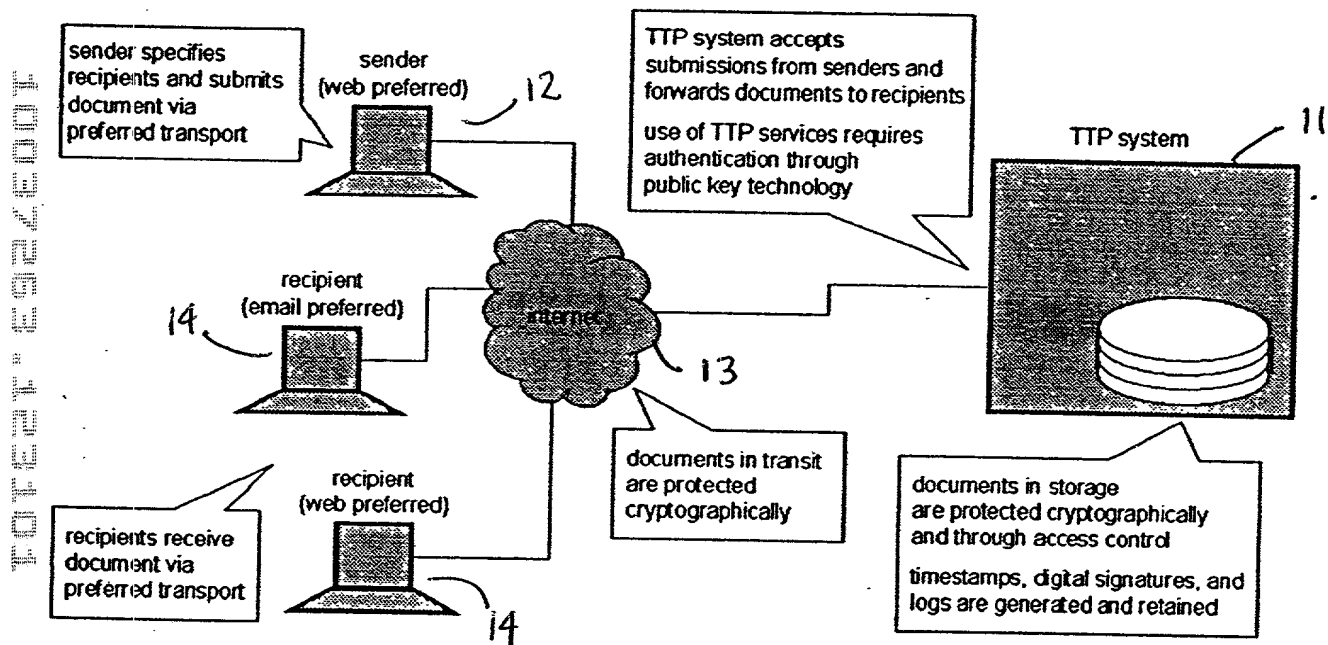 sender specifies
recipients and submits
document via
preferred transport
sender
(web preferred)
12
TTP system accepts
submissions from senders and
forwards documents to recipients
use of TTP services requires
authentication through
public key technology
TTP system
11
recipient
(email preferred)
14
internet
13
recipient
(web preferred)
14
recipients receive
document via
preferred transport
documents in transit
are protected
cryptographically
documents in storage
are protected cryptographically
and through access control
timestamps, digital signatures, and
logs are generated and retained
10037253.123101